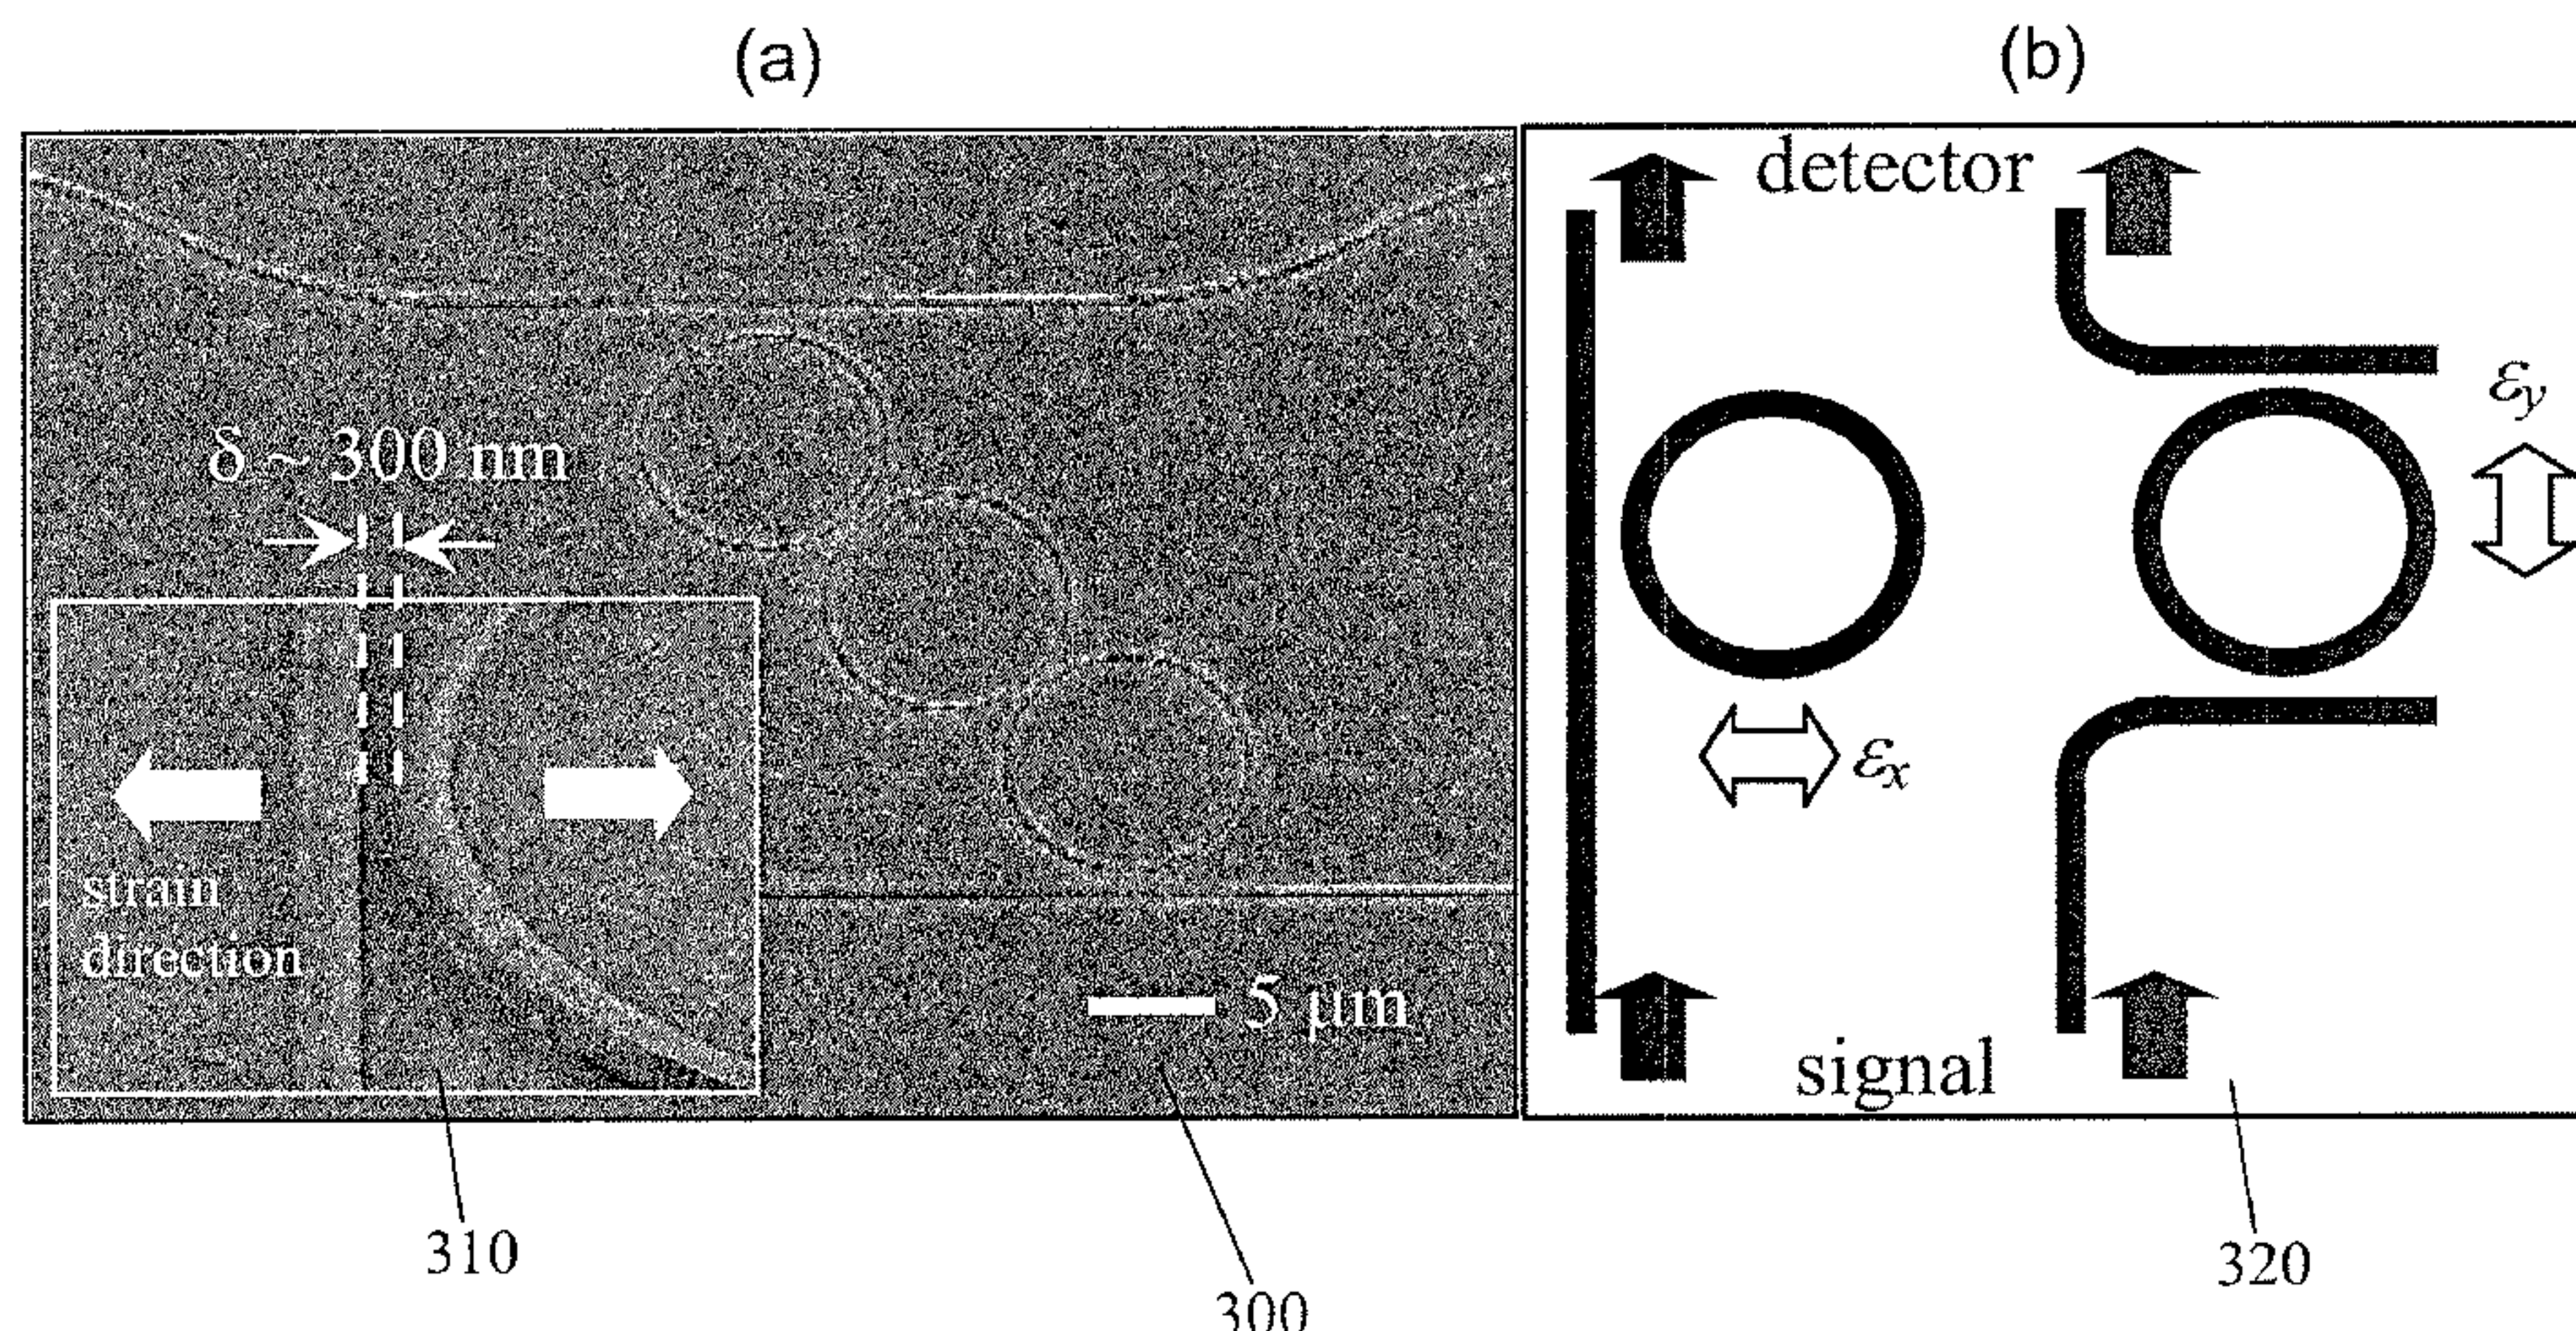 (a)
(b)
detector
δ ~ 300 nm
εy
εx
strain
direction
5 μm
signal
310
300
320